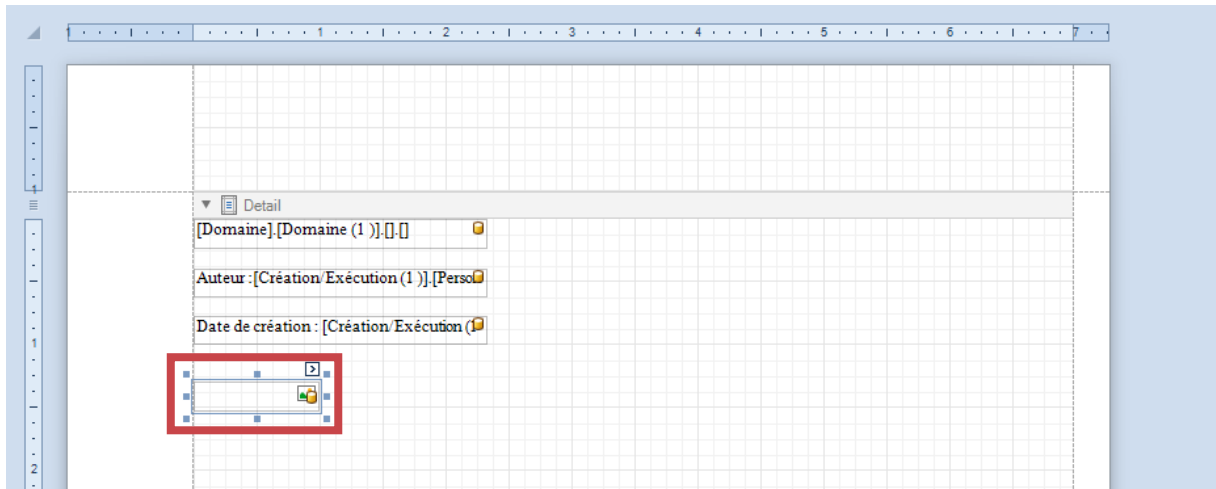 1 1 2 3 4 5 6 7
1
Detail
[Domaine].[Domaine (1 )].[].[]
Auteur :[Création/Exécution (1 )].[Perso
Date de création : [Création/Exécution (1
1
2